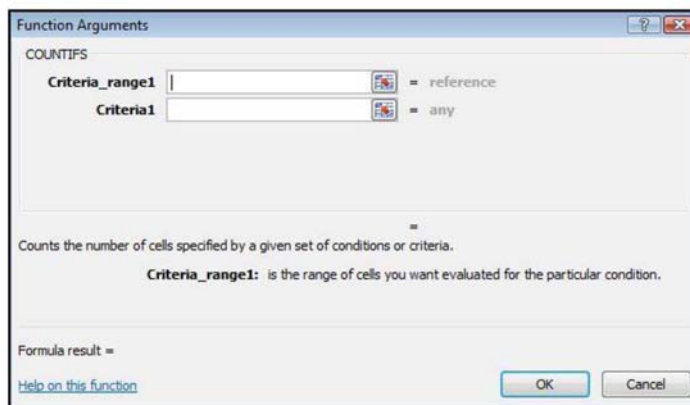 Function Arguments
COUNTIFS
Criteria_range1 = reference
Criteria1 = any
=
Counts the number of cells specified by a given set of conditions or criteria.
Criteria_range1: is the range of cells you want evaluated for the particular condition.
Formula result =
Help on this function
OK Cancel